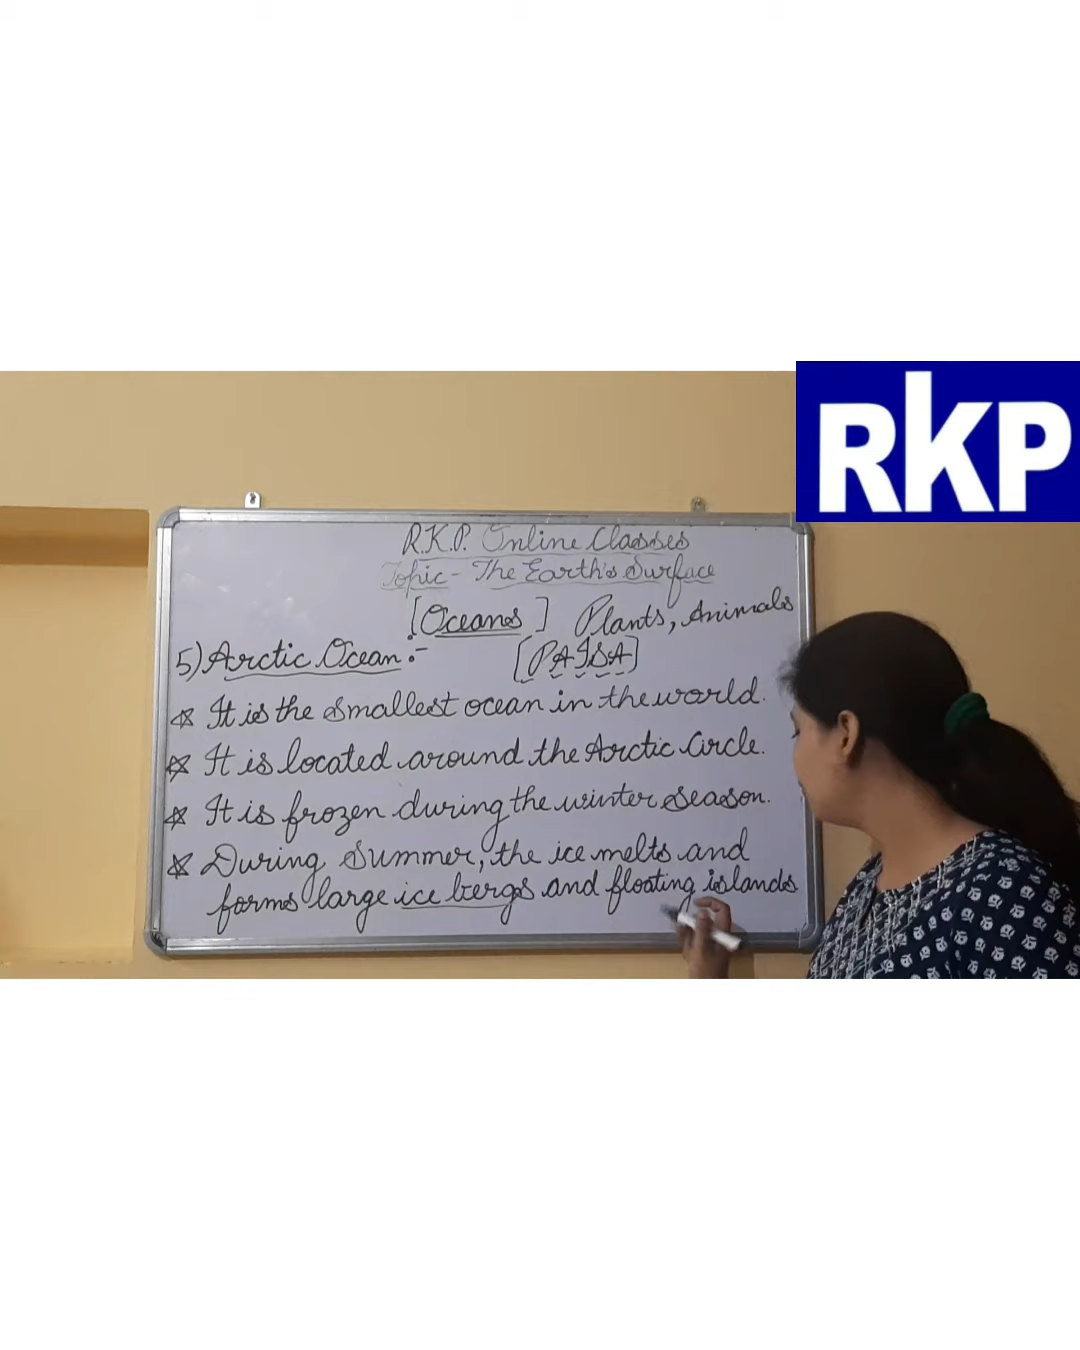 RKP
R.K.P. Online Classes
Topic - The Earth's Surface
[Oceans] Plants, Animals
5) Arctic Ocean :- [PAISA]
☆ It is the smallest ocean in the world.
☆ It is located around the Arctic Circle.
☆ It is frozen during the winter season.
☆ During Summer, the ice melts and
forms large ice bergs and floating islands